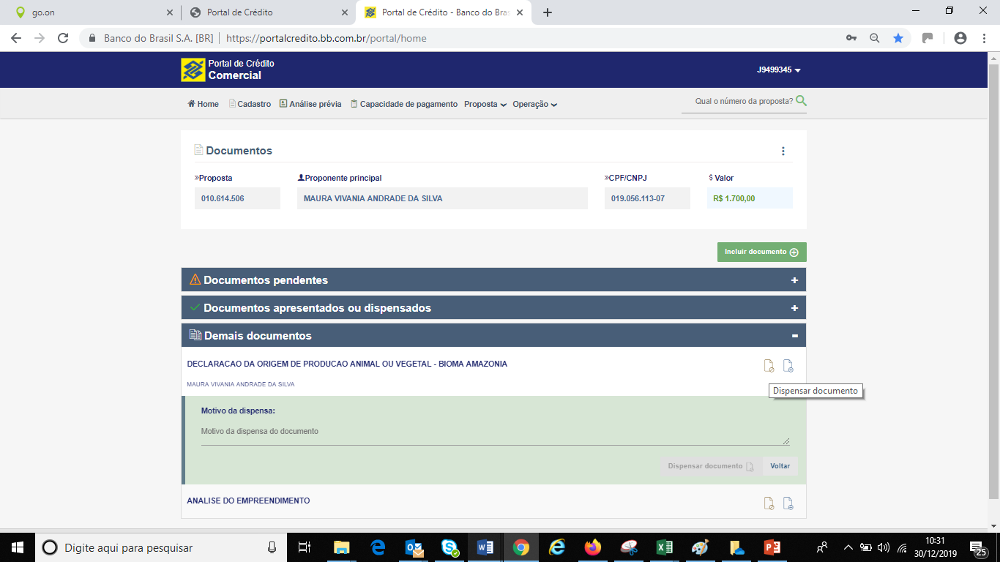 go.on
Portal de Crédito
Portal de Crédito - Banco do Bras
Banco do Brasil S.A. [BR]
https://portalcredito.bb.com.br/portal/home
Portal de Crédito
Comercial
J9499345
Home
Cadastro
Análise prévia
Capacidade de pagamento
Proposta
Operação
Qual o número da proposta?
Documentos
»Proposta
Proponente principal
»CPF/CNPJ
$ Valor
010.614.506
MAURA VIVANIA ANDRADE DA SILVA
019.056.113-07
R$ 1.700,00
Incluir documento
Documentos pendentes
Documentos apresentados ou dispensados
Demais documentos
DECLARACAO DA ORIGEM DE PRODUCAO ANIMAL OU VEGETAL - BIOMA AMAZONIA
MAURA VIVANIA ANDRADE DA SILVA
Dispensar documento
Motivo da dispensa:
Motivo da dispensa do documento
Dispensar documento
Voltar
ANALISE DO EMPREENDIMENTO
Digite aqui para pesquisar
10:31
30/12/2019
25